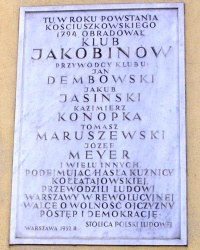 TU W ROKU POWSTANIA
KOŚCIUSZKOWSKIEGO
1794 OBRADOWAŁ
KLUB
JAKOBINÓW
PRZYWÓDCY KLUBU:
JAN
DEMBOWSKI
JAKUB
JASIŃSKI
KAZIMIERZ
KONOPKA
TOMASZ
MARUSZEWSKI
JÓZEF
MEYER
I WIELU INNYCH
PODEJMUJĄC HASŁA KUŹNICY
KOŁŁĄTAJOWSKIEJ
PRZEWODZILI LUDOWI
WARSZAWY W REWOLUCYJNEJ
WALCE O WOLNOŚĆ OJCZYZNY
POSTĘP I DEMOKRACJĘ
WARSZAWA 1952 R. STOLICA POLSKI LUDOWEJ